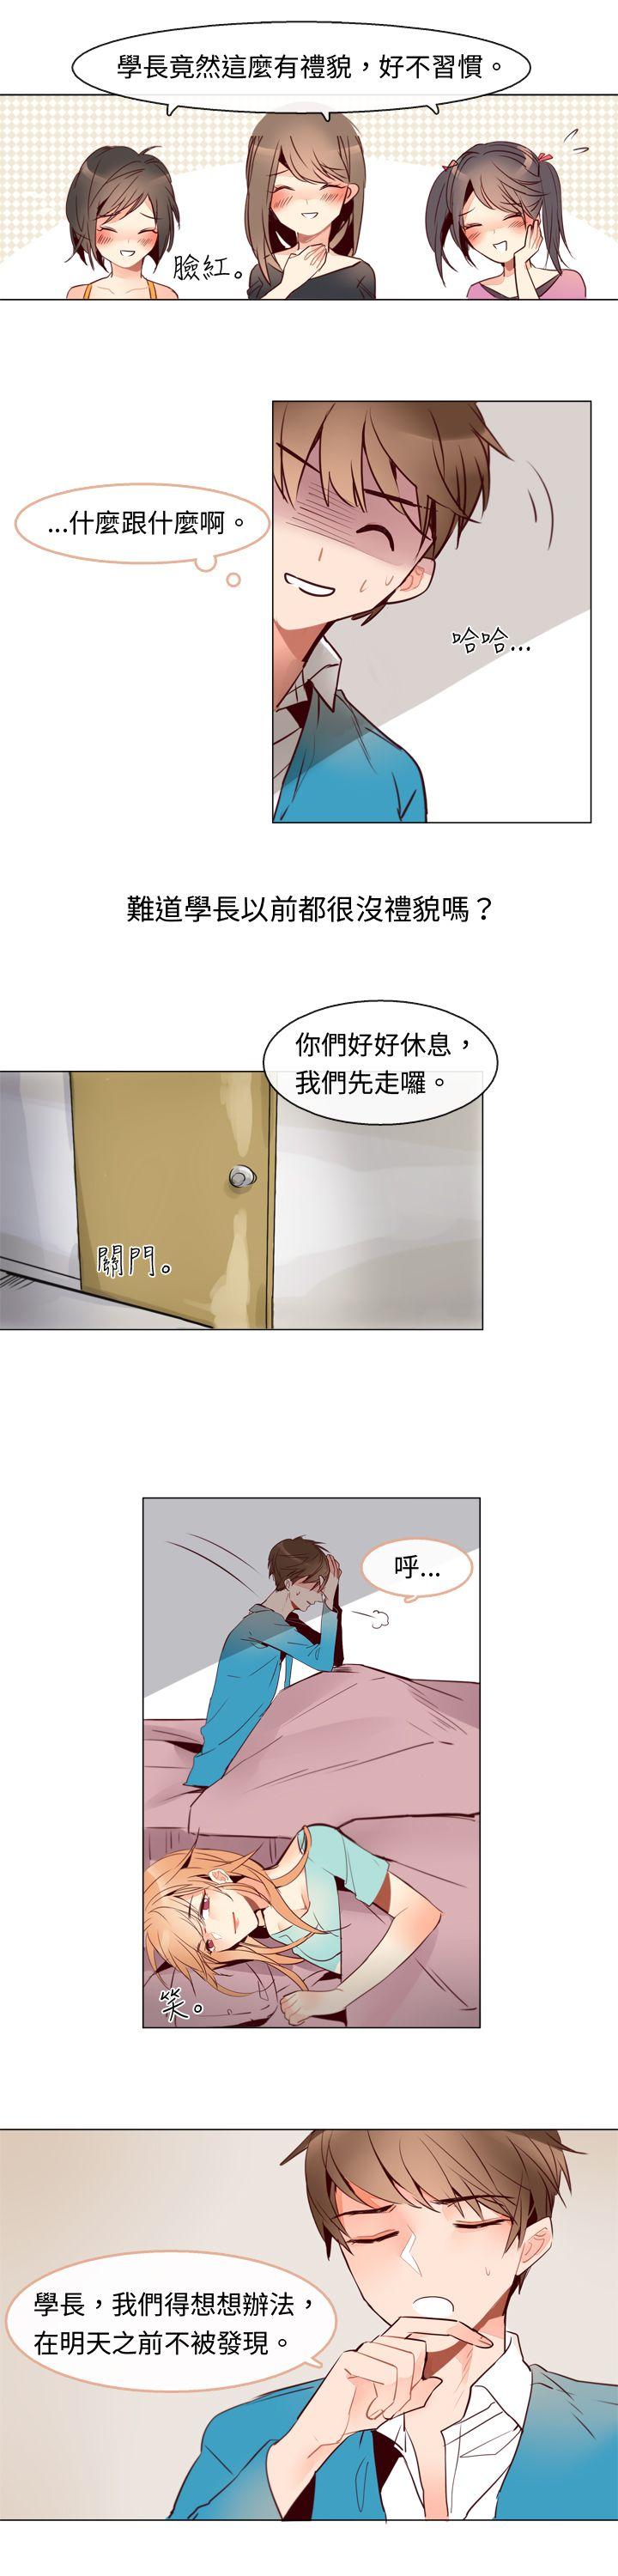 學長竟然這麼有禮貌，好不習慣。
臉紅。
...什麼跟什麼啊。
哈哈...
難道學長以前都很沒禮貌嗎？
你們好好休息，
我們先走囉。
關門。
呼...
笑。
學長，我們得想想辦法，
在明天之前不被發現。